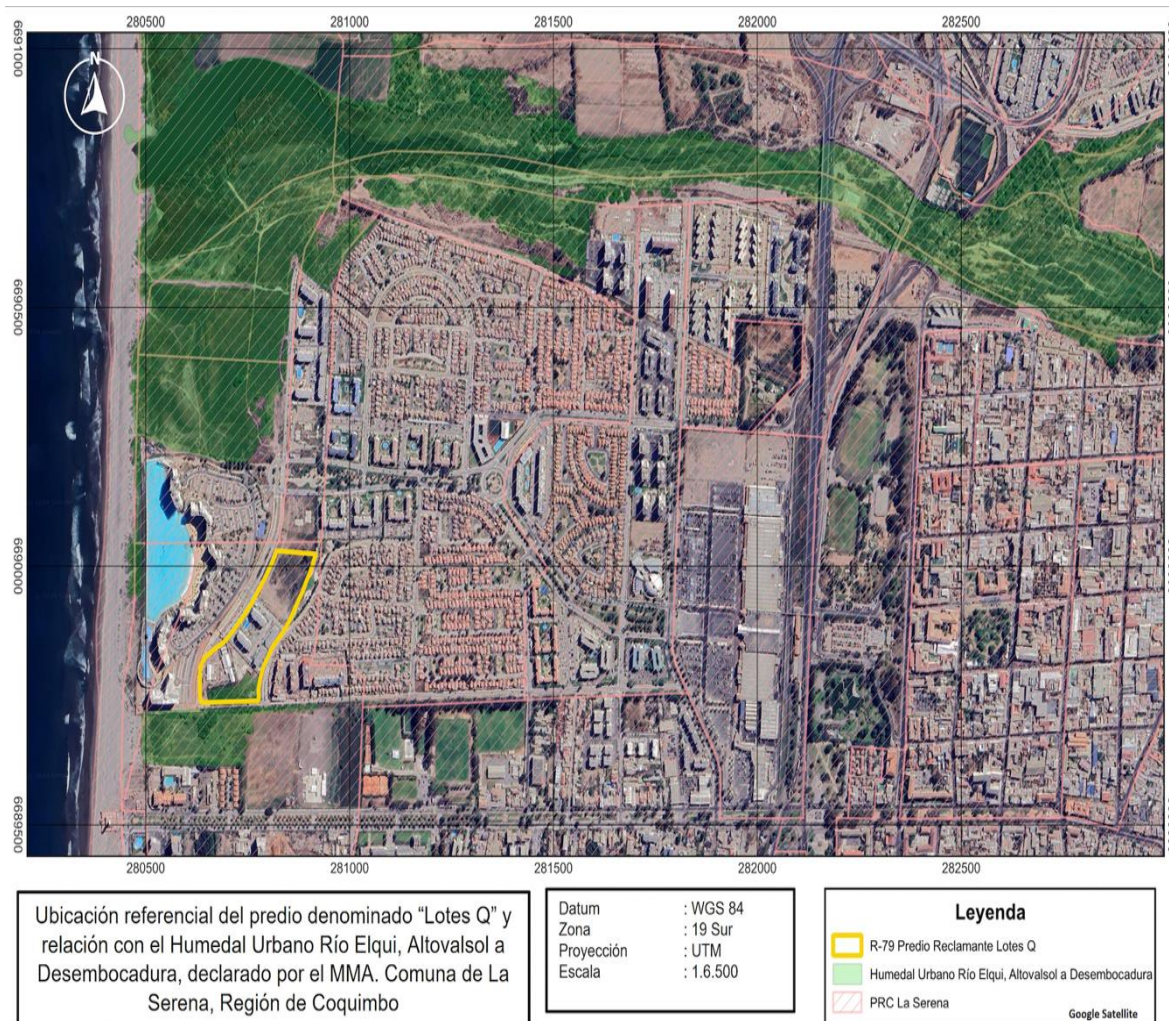 280500 281000 281500 282000 282500
6691000
N
6690500
6690000
6689500
280500 281000 281500 282000 282500
Ubicación referencial del predio denominado “Lotes Q” y
relación con el Humedal Urbano Río Elqui, Altovalsol a
Desembocadura, declarado por el MMA. Comuna de La
Serena, Región de Coquimbo
Datum : WGS 84
Zona : 19 Sur
Proyección : UTM
Escala : 1.6.500
Leyenda
R-79 Predio Reclamante Lotes Q
Humedal Urbano Río Elqui, Altovalsol a Desembocadura
PRC La Serena
Google Satellite